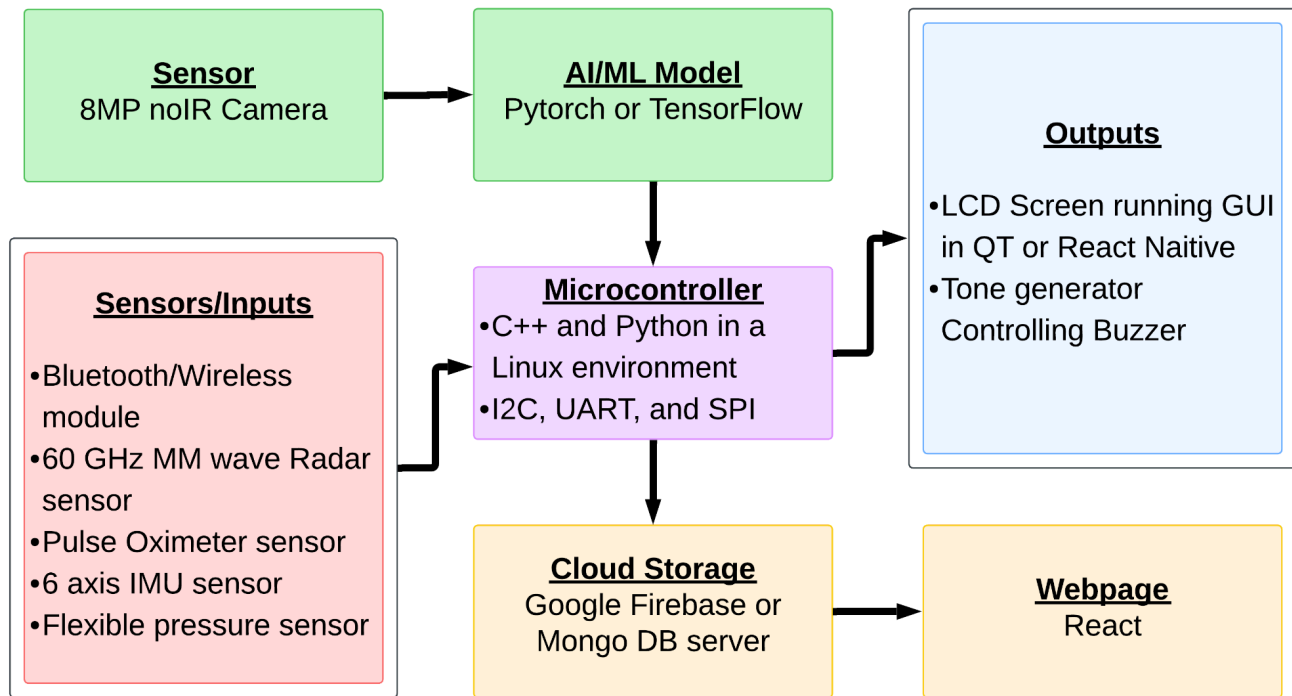 Sensor
8MP noIR Camera
AI/ML Model
Pytorch or TensorFlow
Outputs
•LCD Screen running GUI
in QT or React Naitive
•Tone generator
Controlling Buzzer
Sensors/Inputs
•Bluetooth/Wireless
module
•60 GHz MM wave Radar
sensor
•Pulse Oximeter sensor
•6 axis IMU sensor
•Flexible pressure sensor
Microcontroller
•C++ and Python in a
Linux environment
•I2C, UART, and SPI
Cloud Storage
Google Firebase or
Mongo DB server
Webpage
React